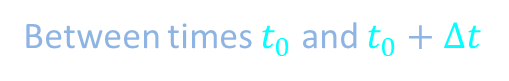 Between times t₀ and t₀ + Δt